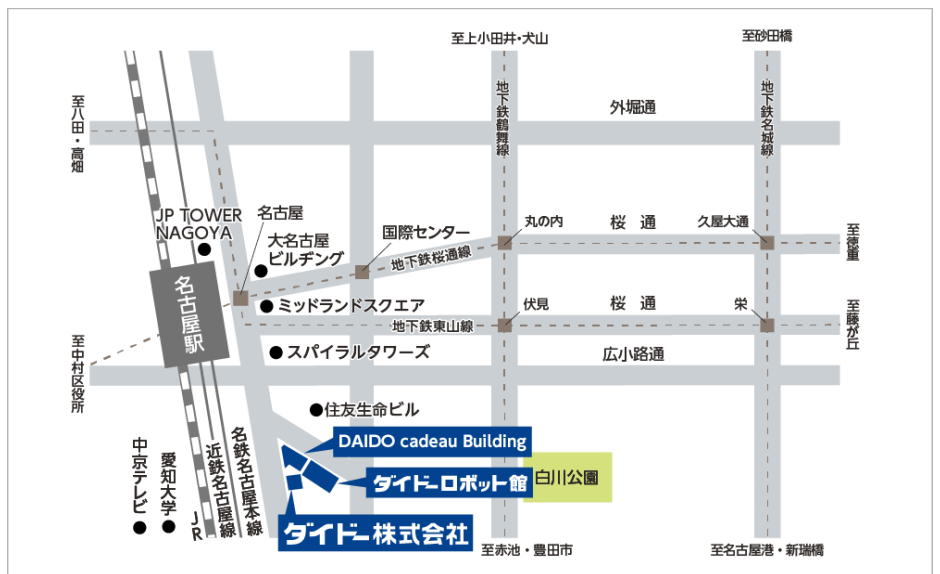 至上小田井・犬山
至砂田橋
至八田・高畑
地下鉄鶴舞線
地下鉄名城線
外堀通
JP TOWER
NAGOYA
名古屋
大名古屋
ビルヂング
国際センター
地下鉄桜通線
丸の内
桜通
久屋大通
至徳重
名古屋駅
ミッドランドスクエア
地下鉄東山線
伏見
桜通
栄
至藤が丘
至中村区役所
スパイラルタワーズ
広小路通
住友生命ビル
DAIDO cadeau Building
ダイドーロボット館
白川公園
ダイドー株式会社
中京テレビ
愛知大学
JR
近鉄名古屋線
名鉄名古屋本線
至赤池・豊田市
至名古屋港・新瑞橋